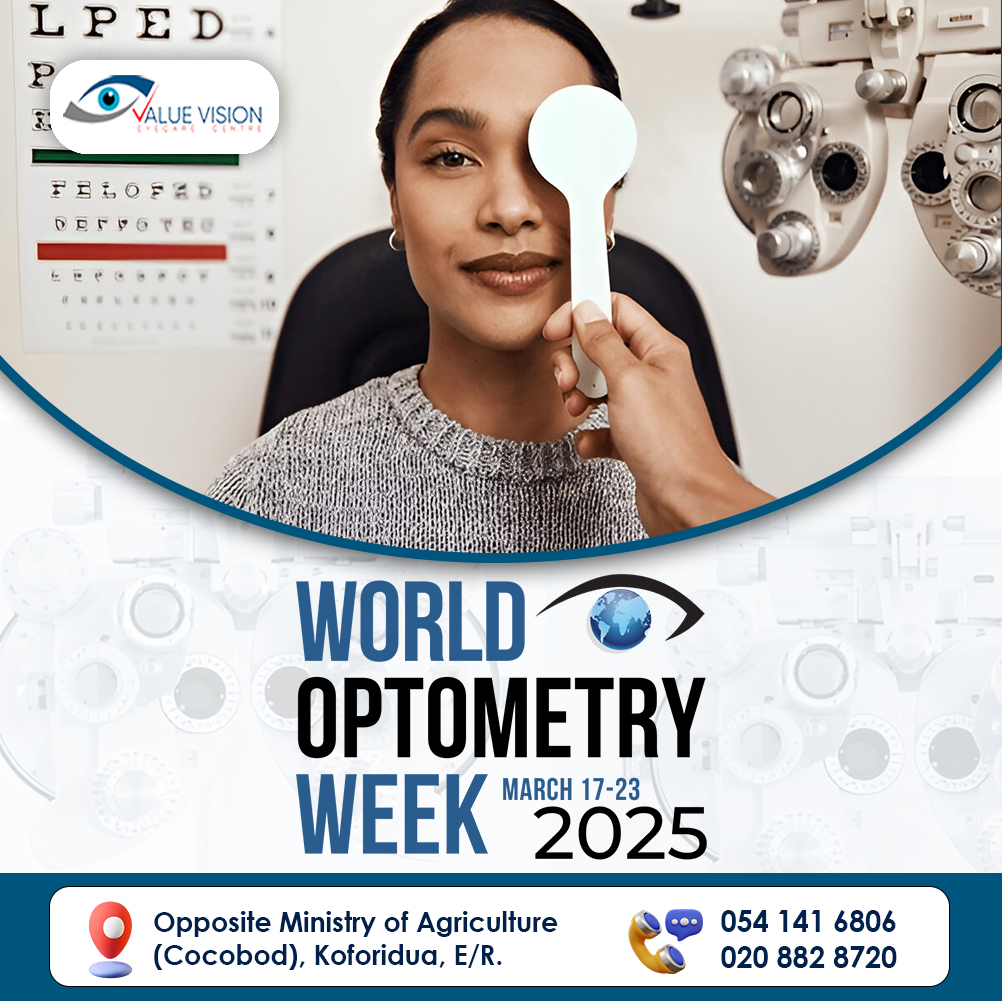 L P E D
P
VALUE VISION
EYECARE CENTRE
F E L O P Z D
WORLD
OPTOMETRY
WEEK
MARCH 17-23
2025
Opposite Ministry of Agriculture
(Cocobod), Koforidua, E/R.
054 141 6806
020 882 8720